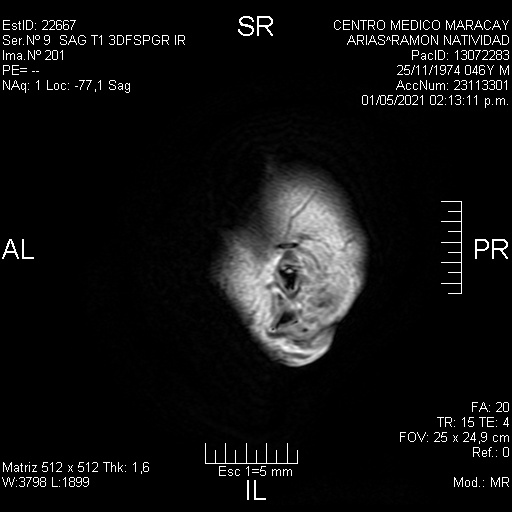 EstID: 22667
Ser.Nº 9 SAG T1 3DFSPGR IR
Ima.Nº 201
PE= --
NAq: 1 Loc: -77,1 Sag
SR
CENTRO MEDICO MARACAY
ARIAS^RAMON NATIVIDAD
PacID: 13072283
25/11/1974 046Y M
AccNum: 23113301
01/05/2021 02:13:11 p.m.
AL
PR
FA: 20
TR: 15 TE: 4
FOV: 25 x 24,9 cm
Ref.: 0
Matriz 512 x 512 Thk: 1,6
W:3798 L:1899
Esc 1=5 mm
IL
Mod.: MR